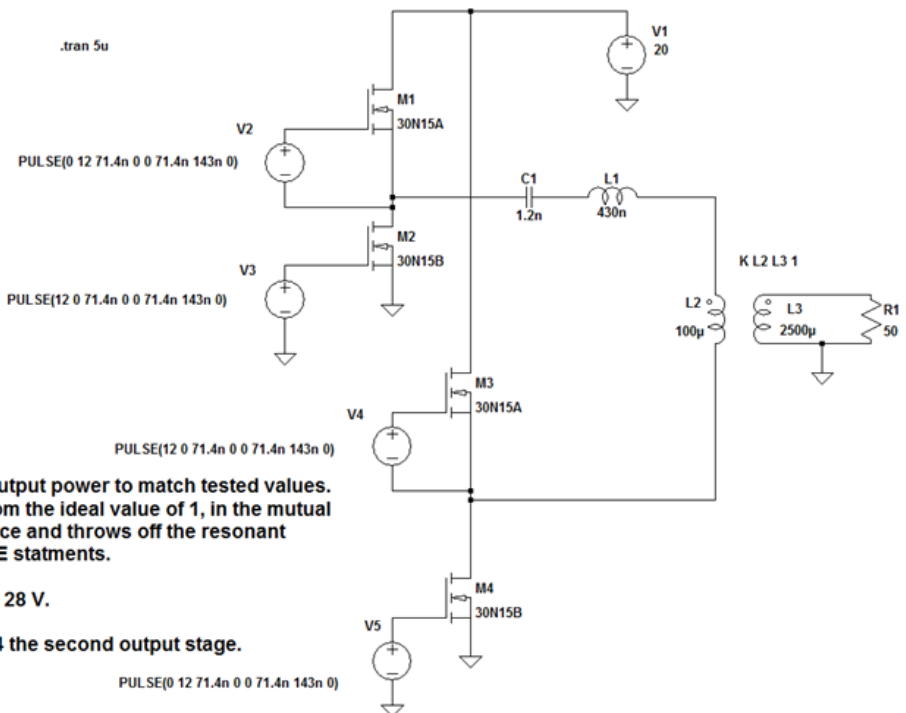 .tran 5u
V1
20
M1
30N15A
V2
PULSE(0 12 71.4n 0 0 71.4n 143n 0)
C1
1.2n
L1
430n
M2
30N15B
V3
PULSE(12 0 71.4n 0 0 71.4n 143n 0)
K L2 L3 1
L2
100µ
L3
2500µ
R1
50
M3
30N15A
V4
PULSE(12 0 71.4n 0 0 71.4n 143n 0)
utput power to match tested values.
om the ideal value of 1, in the mutual
ce and throws off the resonant
E statments.
28 V.
4 the second output stage.
M4
30N15B
V5
PULSE(0 12 71.4n 0 0 71.4n 143n 0)